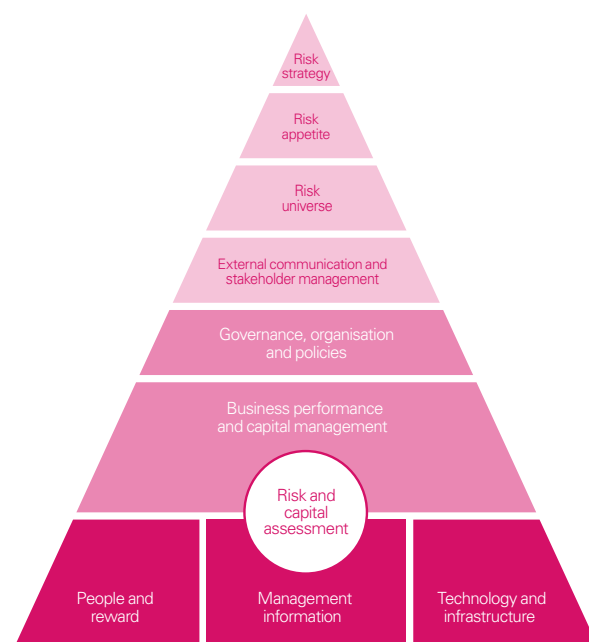 Risk
strategy
Risk
appetite
Risk
universe
External communication and
stakeholder management
Governance, organisation
and policies
Business performance
and capital management
Risk and
capital
assessment
People and
reward
Management
information
Technology and
infrastructure